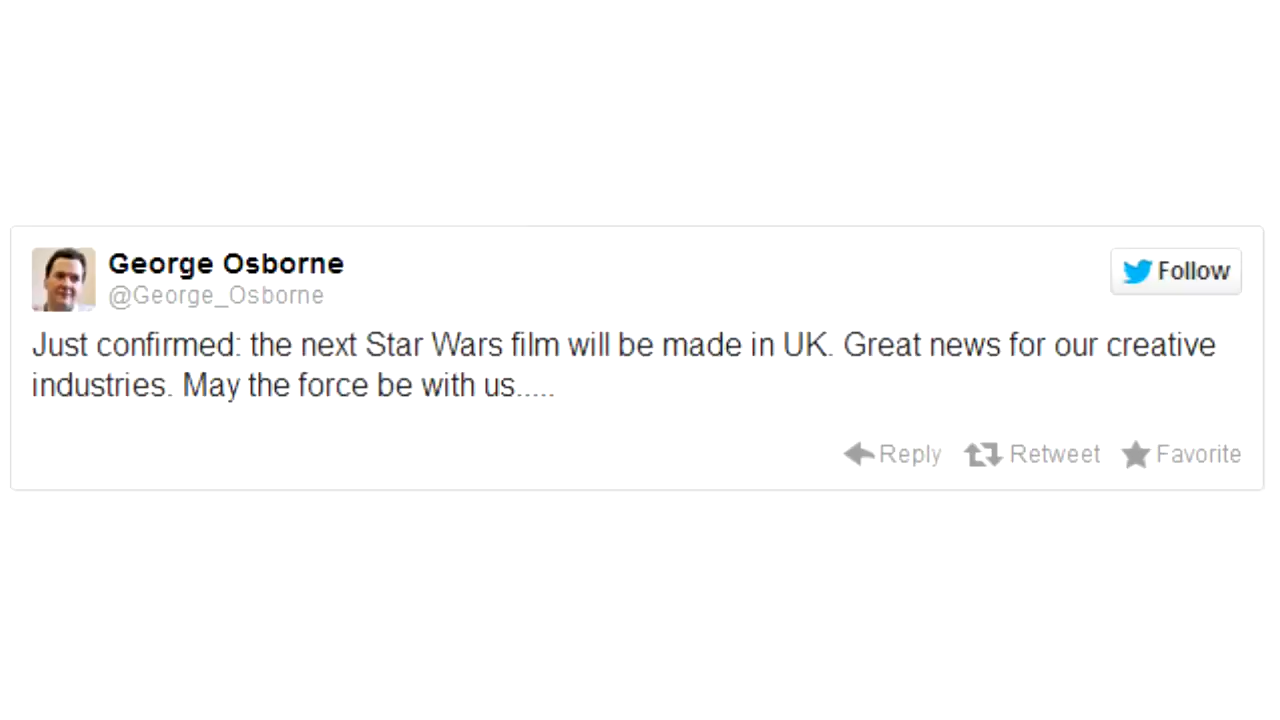 George Osborne
@George_Osborne
Follow
Just confirmed: the next Star Wars film will be made in UK. Great news for our creative
industries. May the force be with us.....
Reply Retweet Favorite